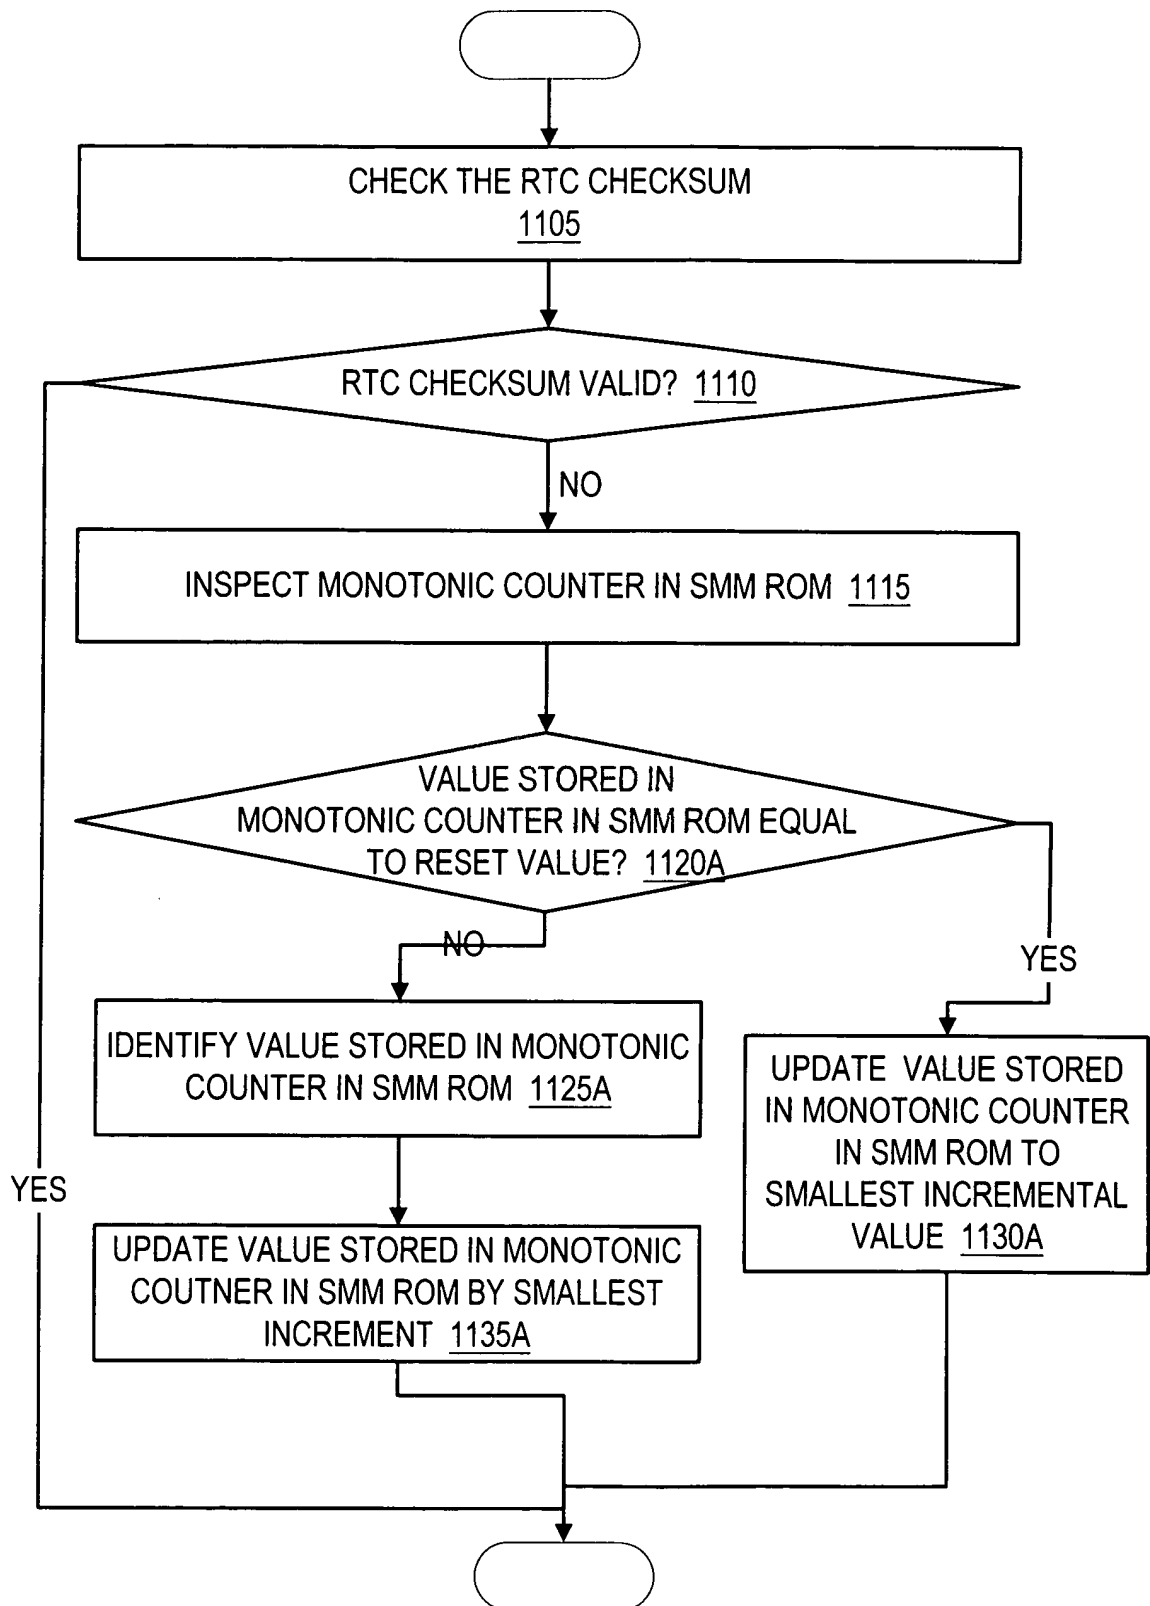 CHECK THE RTC CHECKSUM
1105
RTC CHECKSUM VALID? 1110
NO
INSPECT MONOTONIC COUNTER IN SMM ROM 1115
VALUE STORED IN
MONOTONIC COUNTER IN SMM ROM EQUAL
TO RESET VALUE? 1120A
NO
YES
IDENTIFY VALUE STORED IN MONOTONIC
COUNTER IN SMM ROM 1125A
UPDATE VALUE STORED
IN MONOTONIC COUNTER
IN SMM ROM TO
SMALLEST INCREMENTAL
VALUE 1130A
YES
UPDATE VALUE STORED IN MONOTONIC
COUTNER IN SMM ROM BY SMALLEST
INCREMENT 1135A